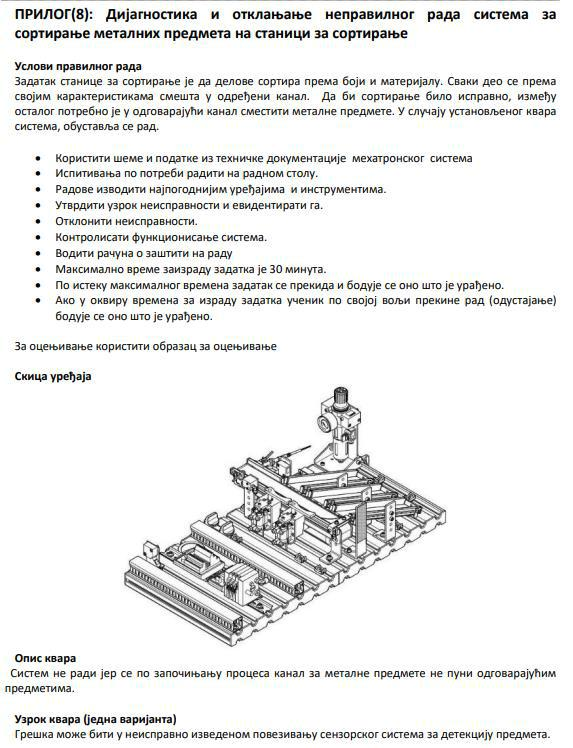 ПРИЛОГ(8): Дијагностика и отклањање неправилног рада система за
сортирање металних предмета на станици за сортирање
Услови правилног рада
Задатак станице за сортирање је да делове сортира према боји и материјалу. Сваки део се према
својим карактеристикама смешта у одређени канал. Да би сортирање било исправно, између
осталог потребно је у одговарајући канал сместити металне предмете. У случају установљеног квара
система, обуставља се рад.
• Користити шеме и податке из техничке документације мехатронског система
• Испитивања по потреби радити на радном столу.
• Радове изводити најпогоднијим уређајима и инструментима.
• Утврдити узрок неисправности и евидентирати га.
• Отклонити неисправности.
• Контролисати функционисање система.
• Водити рачуна о заштити на раду
• Максимално време заизраду задатка је 30 минута.
• По истеку максималног времена задатак се прекида и бодује се оно што је урађено.
• Ако у оквиру времена за израду задатка ученик по својој вољи прекине рад (одустајање)
бодује се оно што је урађено.
За оцењивање користити образац за оцењивање
Скица уређаја
Опис квара
Систем не ради јер се по започињању процеса канал за металне предмете не пуни одговарајућим
предметима.
Узрок квара (једна варијанта)
Грешка може бити у неисправно изведеном повезивању сензорског система за детекцију предмета.